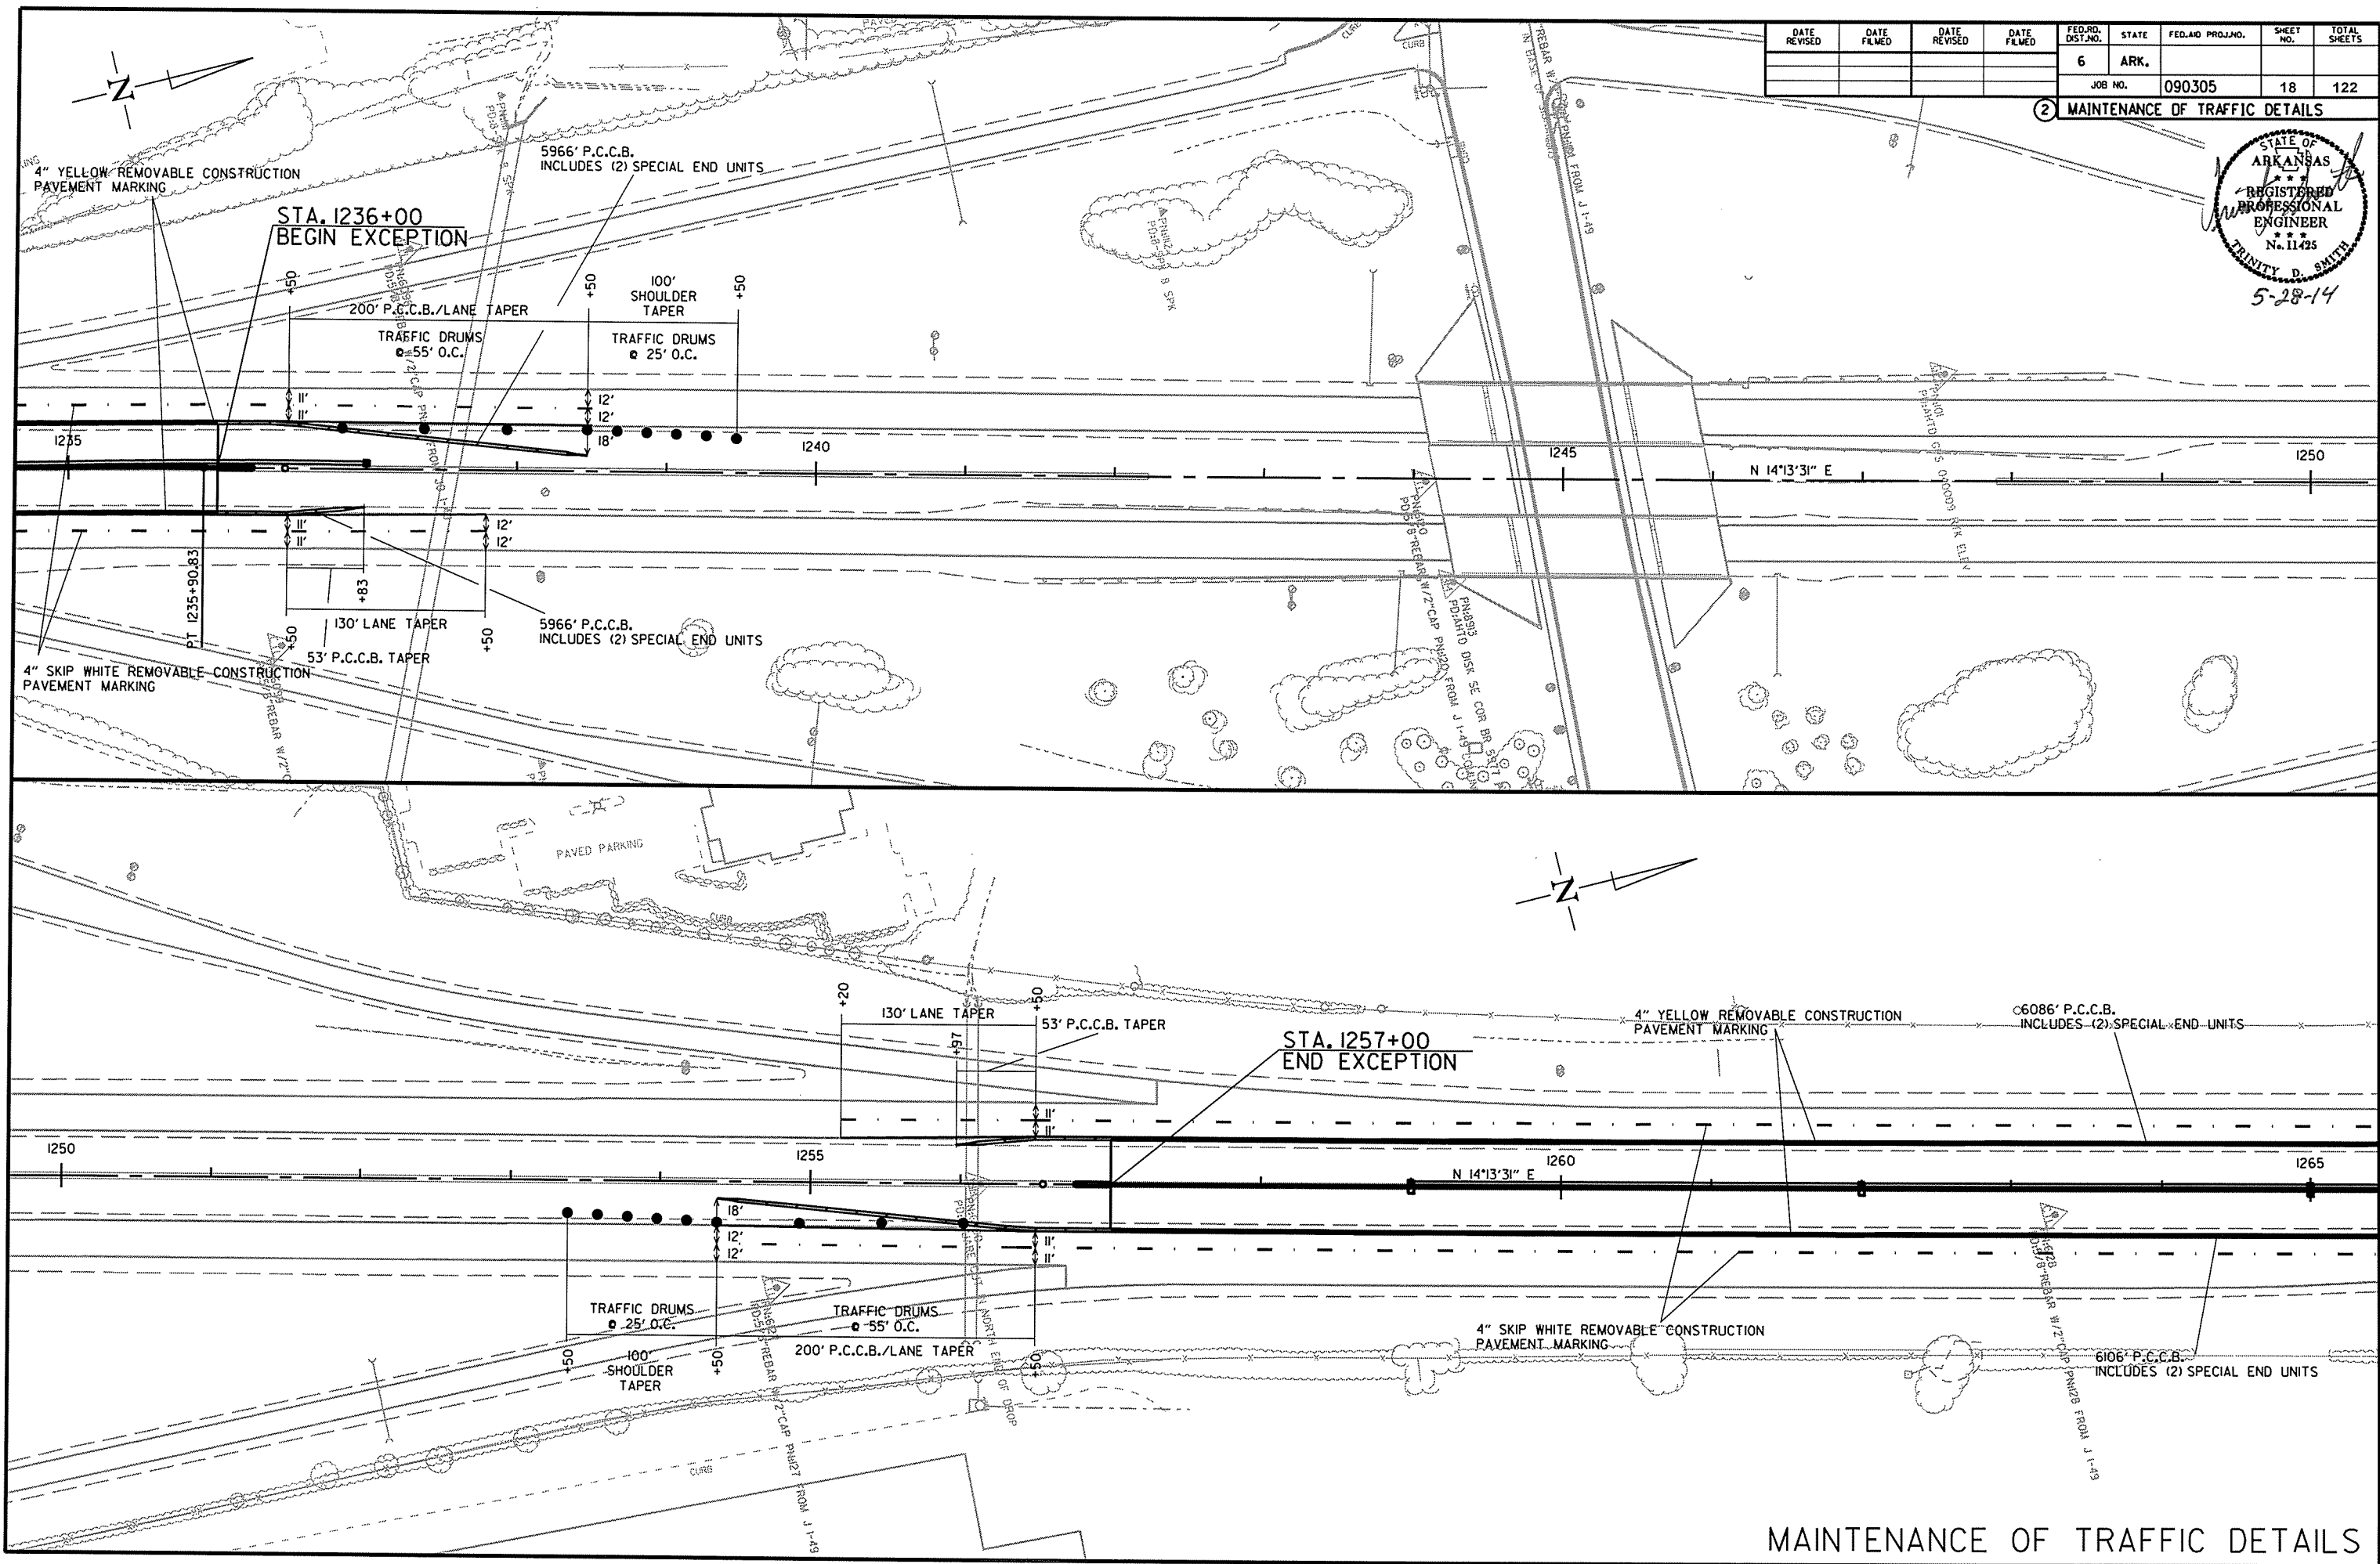 DATE REVISED
DATE FILMED
DATE REVISED
DATE FILMED
FED.RD. DIST.NO.
STATE
FED.AID PROJ.NO.
SHEET NO.
TOTAL SHEETS
6
ARK.
JOB NO.
090305
18
122
2 MAINTENANCE OF TRAFFIC DETAILS
STATE OF
ARKANSAS
REGISTERED
PROFESSIONAL
ENGINEER
No. 11425
TRINITY D. SMITH
5-28-14
N
4" YELLOW REMOVABLE CONSTRUCTION
PAVEMENT MARKING
STA. 1236+00
BEGIN EXCEPTION
5966' P.C.C.B.
INCLUDES (2) SPECIAL END UNITS
+50
+50
+50
100'
SHOULDER
TAPER
200' P.C.C.B./LANE TAPER
TRAFFIC DRUMS
@ 55' O.C.
TRAFFIC DRUMS
@ 25' O.C.
CURB
11'
11'
12'
12'
18'
1235
1240
1245
N 14°13'31" E
1250
11'
11'
12'
12'
PT 1235+90.83
+50
+83
+50
130' LANE TAPER
53' P.C.C.B. TAPER
5966' P.C.C.B.
INCLUDES (2) SPECIAL END UNITS
4" SKIP WHITE REMOVABLE CONSTRUCTION
PAVEMENT MARKING
PAVED PARKING
CURB
N
+20
+50
130' LANE TAPER
+97
53' P.C.C.B. TAPER
STA. 1257+00
END EXCEPTION
4" YELLOW REMOVABLE CONSTRUCTION
PAVEMENT MARKING
6086' P.C.C.B.
INCLUDES (2) SPECIAL END UNITS
11'
11'
1250
1255
N 14°13'31" E
1260
1265
18'
12'
12'
11'
11'
TRAFFIC DRUMS
@ 25' O.C.
TRAFFIC DRUMS
@ 55' O.C.
+50
100'
SHOULDER
TAPER
+50
200' P.C.C.B./LANE TAPER
+50
4" SKIP WHITE REMOVABLE CONSTRUCTION
PAVEMENT MARKING
6106' P.C.C.B.
INCLUDES (2) SPECIAL END UNITS
CURB
MAINTENANCE OF TRAFFIC DETAILS